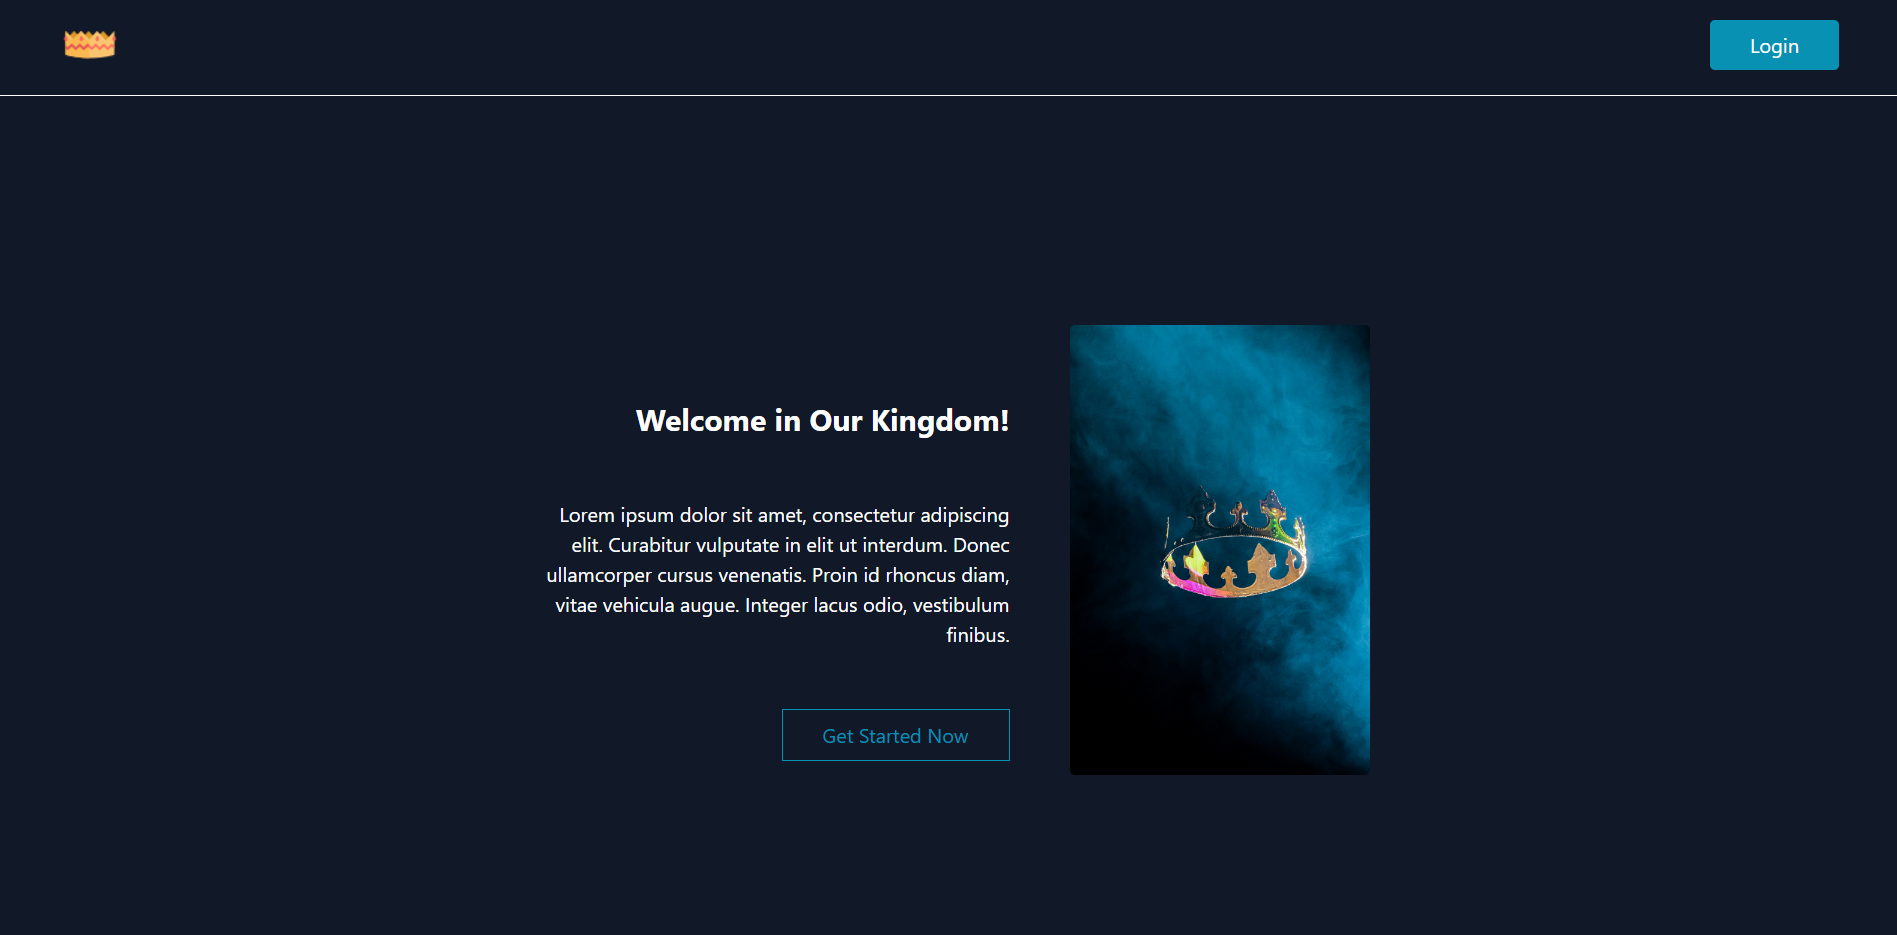 Login
Welcome in Our Kingdom!
Lorem ipsum dolor sit amet, consectetur adipiscing
elit. Curabitur vulputate in elit ut interdum. Donec
ullamcorper cursus venenatis. Proin id rhoncus diam,
vitae vehicula augue. Integer lacus odio, vestibulum
finibus.
Get Started Now